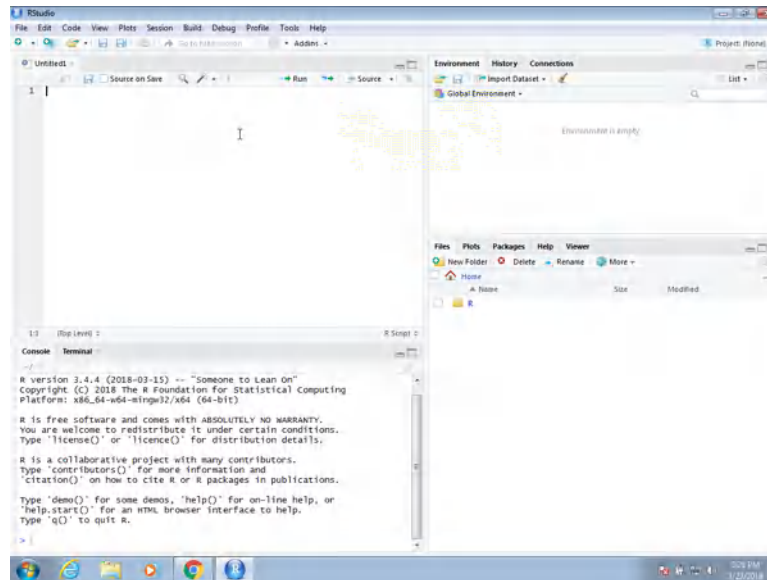 RStudio
File Edit Code View Plots Session Build Debug Profile Tools Help
Go to file/function Addins Project: (None)
Untitled1
Source on Save Run Source
1
1:1 (Top Level) R Script
Console Terminal
~/
R version 3.4.4 (2018-03-15) -- "Someone to Lean On"
Copyright (C) 2018 The R Foundation for Statistical Computing
Platform: x86_64-w64-mingw32/x64 (64-bit)
R is free software and comes with ABSOLUTELY NO WARRANTY.
You are welcome to redistribute it under certain conditions.
Type 'license()' or 'licence()' for distribution details.
R is a collaborative project with many contributors.
Type 'contributors()' for more information and
'citation()' on how to cite R or R packages in publications.
Type 'demo()' for some demos, 'help()' for on-line help, or
'help.start()' for an HTML browser interface to help.
Type 'q()' to quit R.
>
Environment History Connections
Import Dataset List
Global Environment
Environment is empty
Files Plots Packages Help Viewer
New Folder Delete Rename More
Home
Name Size Modified
R